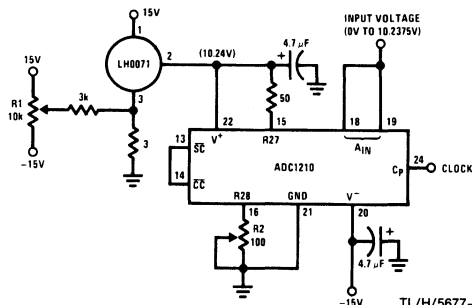 15V
1
LH0071
2
(10.24V)
4.7 μF
+
INPUT VOLTAGE
(0V TO 10.2375V)
15V
R1
10k
3k
3
50
-15V
3
22
15
18
19
V+
R27
AIN
13
SC
ADC1210
CP
24
CLOCK
14
CC
R28
GND
V-
16
21
20
R2
100
+
4.7 μF
-15V
TL/H/5677-